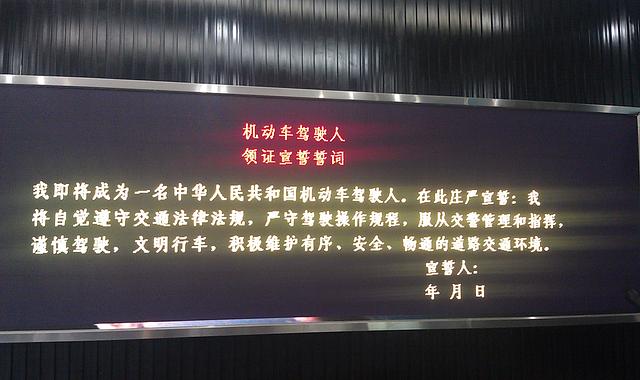 机动车驾驶人
领证宣誓誓词
我即将成为一名中华人民共和国机动车驾驶人。在此庄严宣誓：我
将自觉遵守交通法律法规，严守驾驶操作规程，服从交警管理和指挥，
谨慎驾驶，文明行车，积极维护有序、安全、畅通的道路交通环境。
宣誓人：
年 月 日